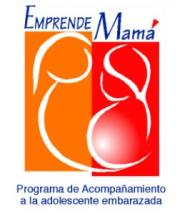 EMPRENDE Mamá
Programa de Acompañamiento
a la adolescente embarazada